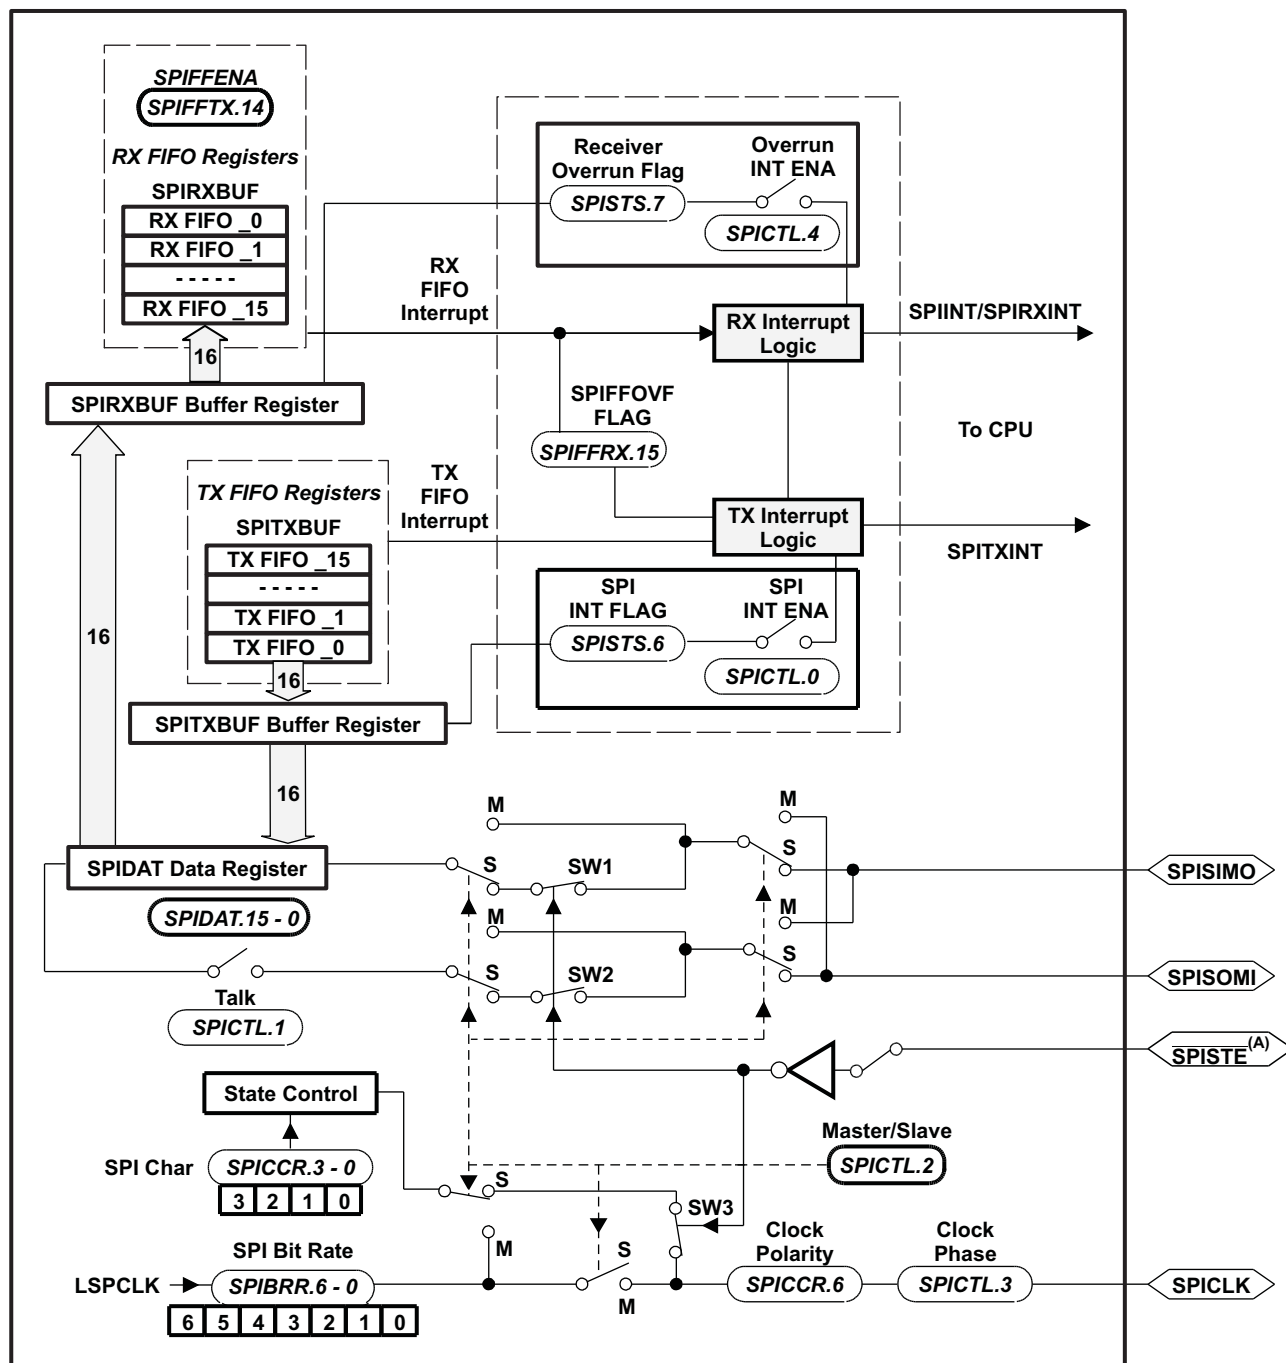 SPIFFENA
SPIFFTX.14
RX FIFO Registers
SPIRXBUF
RX FIFO _0
RX FIFO _1
- - - - -
RX FIFO _15
16
SPIRXBUF Buffer Register
Receiver
Overrun Flag
SPISTS.7
Overrun
INT ENA
SPICTL.4
RX
FIFO
Interrupt
RX Interrupt
Logic
SPIINT/SPIRXINT
SPIFFOVF
FLAG
SPIFFRX.15
To CPU
TX FIFO Registers
SPITXBUF
TX FIFO _15
- - - - -
TX FIFO _1
TX FIFO _0
16
16
TX
FIFO
Interrupt
TX Interrupt
Logic
SPITXINT
SPI
INT FLAG
SPISTS.6
SPI
INT ENA
SPICTL.0
SPITXBUF Buffer Register
16
SPIDAT Data Register
SPIDAT.15 - 0
M
S
SW1
M
S
SPISIMO
M
S
SW2
M
S
SPISOMI
Talk
SPICTL.1
SPISTE(A)
State Control
Master/Slave
SPICTL.2
SPI Char
SPICCR.3 - 0
3 2 1 0
S
M
SW3
S
M
SPI Bit Rate
LSPCLK
SPIBRR.6 - 0
6 5 4 3 2 1 0
Clock
Polarity
SPICCR.6
Clock
Phase
SPICTL.3
SPICLK